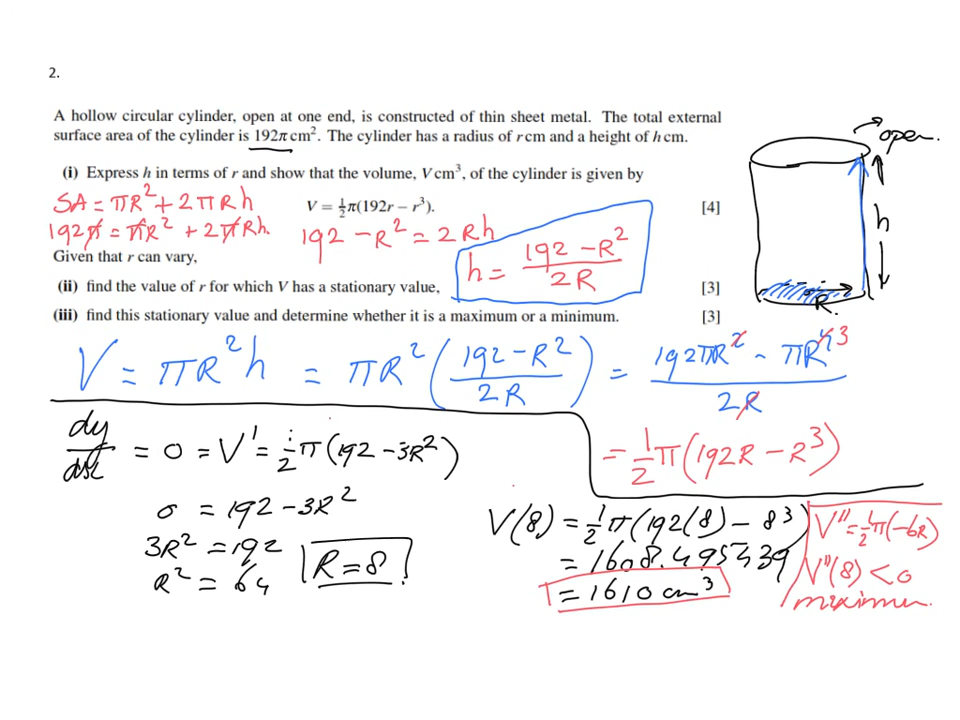 2.
A hollow circular cylinder, open at one end, is constructed of thin sheet metal. The total external
surface area of the cylinder is 192π cm². The cylinder has a radius of r cm and a height of h cm.
open.
(i) Express h in terms of r and show that the volume, V cm³, of the cylinder is given by
SA = πR² + 2πRh
V = ½π(192r − r³). [4]
192π = πR² + 2πRh.
192 − R² = 2Rh
h = (192 − R²)/2R
h
R.
Given that r can vary,
(ii) find the value of r for which V has a stationary value, [3]
(iii) find this stationary value and determine whether it is a maximum or a minimum. [3]
V = πR²h = πR²((192 − R²)/2R) = (192πR² − πR⁴ 3)/2R
= ½π(192R − R³)
dy/dx = 0 = V' = ½π(192 − 3R²)
0 = 192 − 3R²
3R² = 192
R² = 64
R = 8
V(8) = ½π(192(8) − 8³)
= 1608.495439
= 1610 cm³
V'' = ½π(−6R)
V''(8) < 0
maximum.